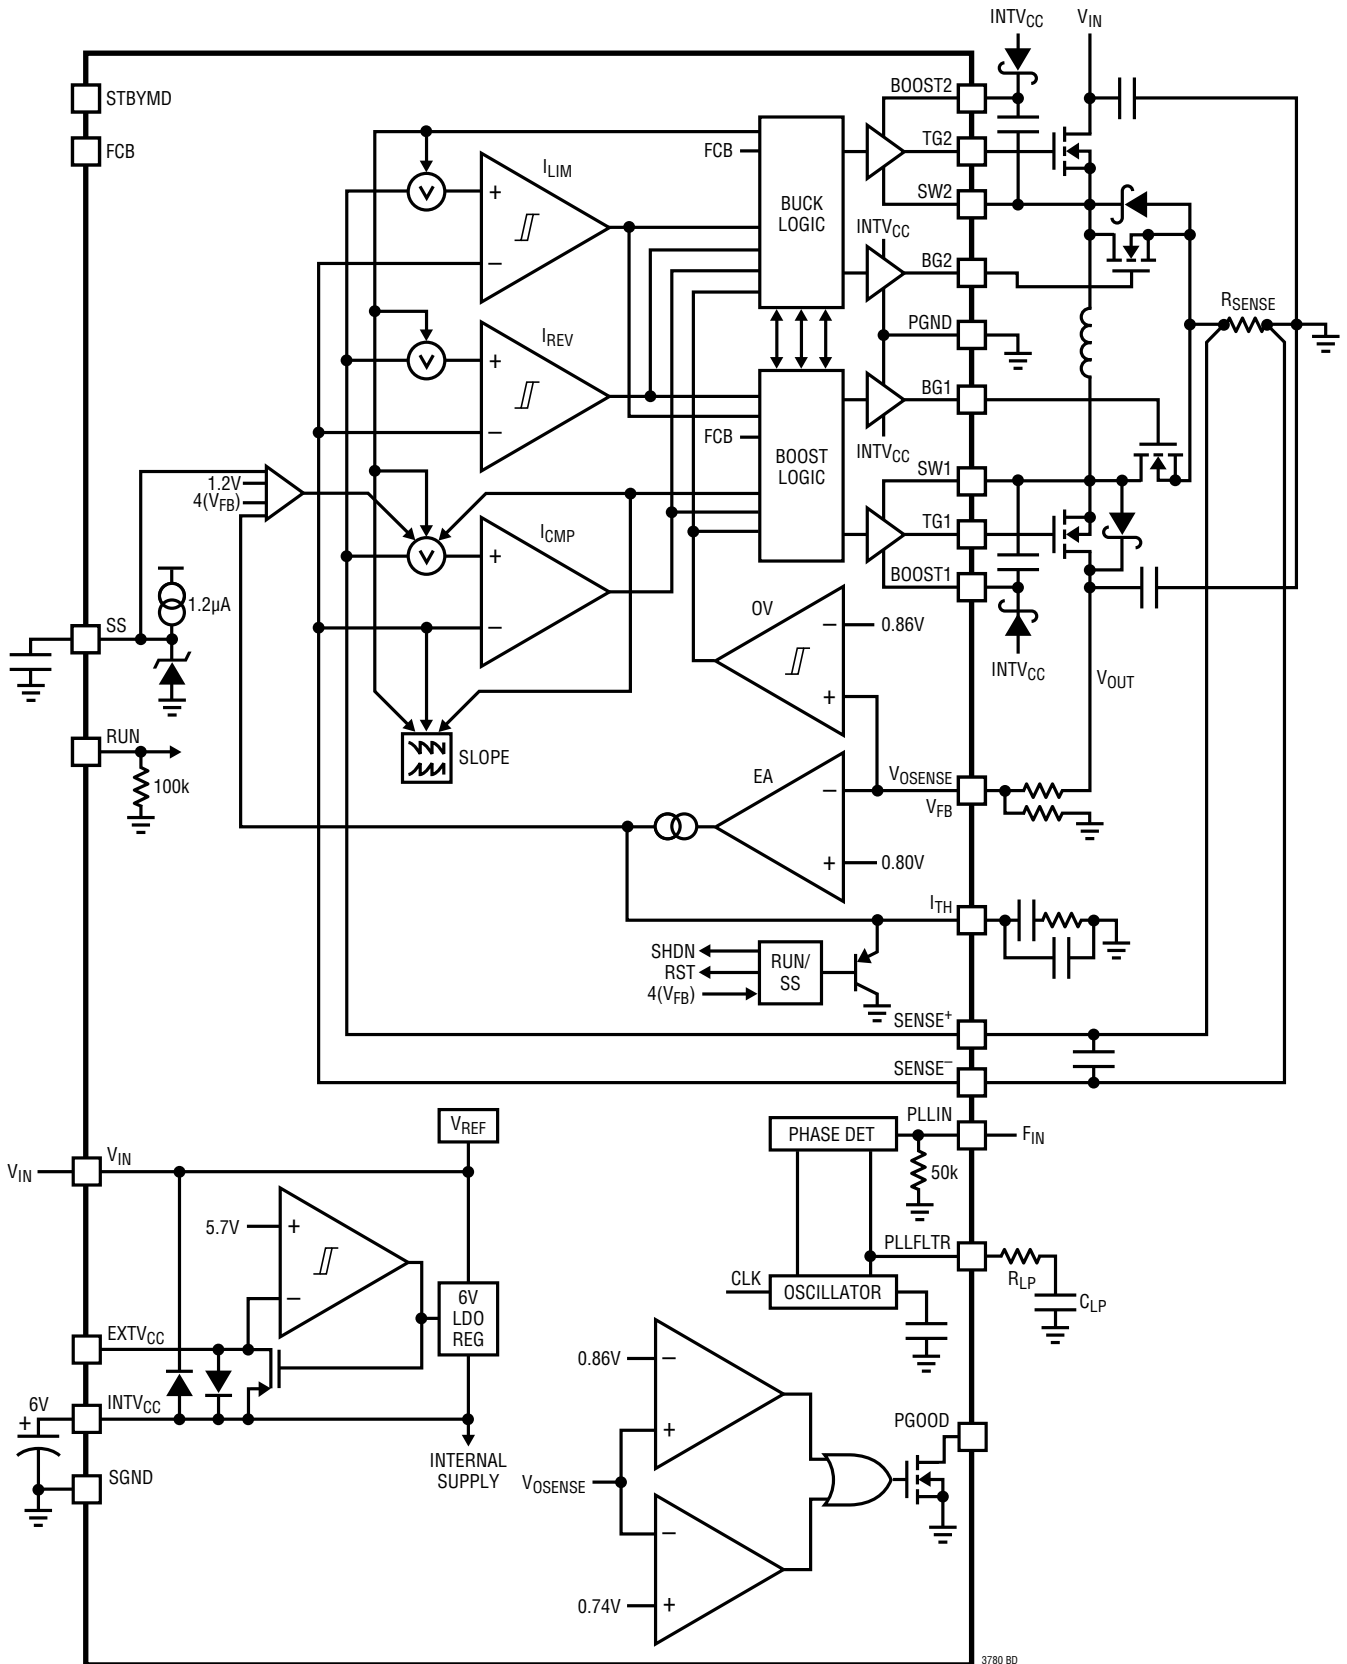 INTVCC
VIN
STBYMD
FCB
ILIM
+
–
IREV
+
–
1.2V
4(VFB)
ICMP
+
–
SLOPE
FCB
BUCK
LOGIC
FCB
BOOST
LOGIC
INTVCC
INTVCC
BOOST2
TG2
SW2
BG2
PGND
BG1
SW1
TG1
BOOST1
RSENSE
INTVCC
VOUT
1.2µA
SS
RUN
100k
OV
–
0.86V
+
EA
–
+
0.80V
VOSENSE
VFB
ITH
SHDN
RST
4(VFB)
RUN/
SS
SENSE+
SENSE–
PLLIN
FIN
PHASE DET
50k
PLLFLTR
RLP
CLP
CLK
OSCILLATOR
VREF
VIN
VIN
5.7V
+
–
6V
LDO
REG
EXTVCC
INTVCC
6V
+
SGND
INTERNAL
SUPPLY
0.86V
–
+
VOSENSE
–
0.74V
+
PGOOD
3780 BD